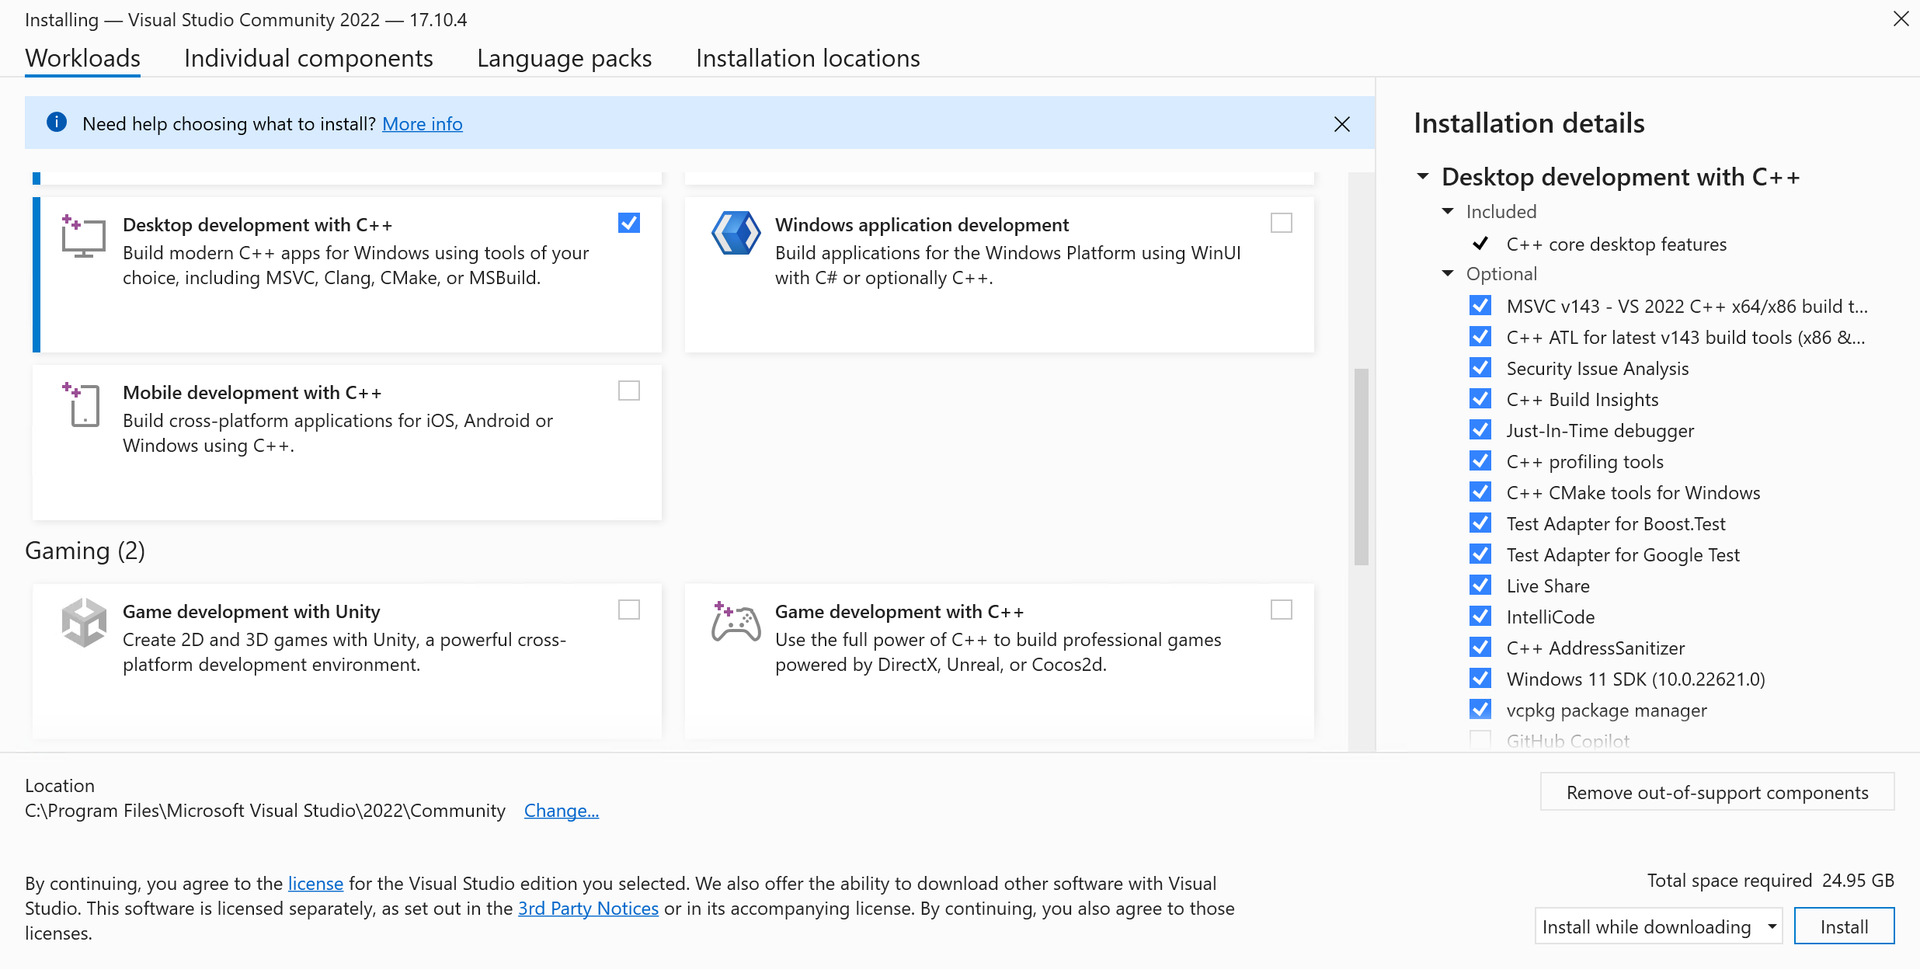 Installing — Visual Studio Community 2022 — 17.10.4
Workloads
Individual components
Language packs
Installation locations
Need help choosing what to install? More info
Desktop development with C++
Build modern C++ apps for Windows using tools of your
choice, including MSVC, Clang, CMake, or MSBuild.
Windows application development
Build applications for the Windows Platform using WinUI
with C# or optionally C++.
Mobile development with C++
Build cross-platform applications for iOS, Android or
Windows using C++.
Gaming (2)
Game development with Unity
Create 2D and 3D games with Unity, a powerful cross-
platform development environment.
Game development with C++
Use the full power of C++ to build professional games
powered by DirectX, Unreal, or Cocos2d.
Installation details
Desktop development with C++
Included
C++ core desktop features
Optional
MSVC v143 - VS 2022 C++ x64/x86 build t...
C++ ATL for latest v143 build tools (x86 &...
Security Issue Analysis
C++ Build Insights
Just-In-Time debugger
C++ profiling tools
C++ CMake tools for Windows
Test Adapter for Boost.Test
Test Adapter for Google Test
Live Share
IntelliCode
C++ AddressSanitizer
Windows 11 SDK (10.0.22621.0)
vcpkg package manager
GitHub Copilot
Location
C:\Program Files\Microsoft Visual Studio\2022\Community Change...
Remove out-of-support components
By continuing, you agree to the license for the Visual Studio edition you selected. We also offer the ability to download other software with Visual
Studio. This software is licensed separately, as set out in the 3rd Party Notices or in its accompanying license. By continuing, you also agree to those
licenses.
Total space required 24.95 GB
Install while downloading
Install